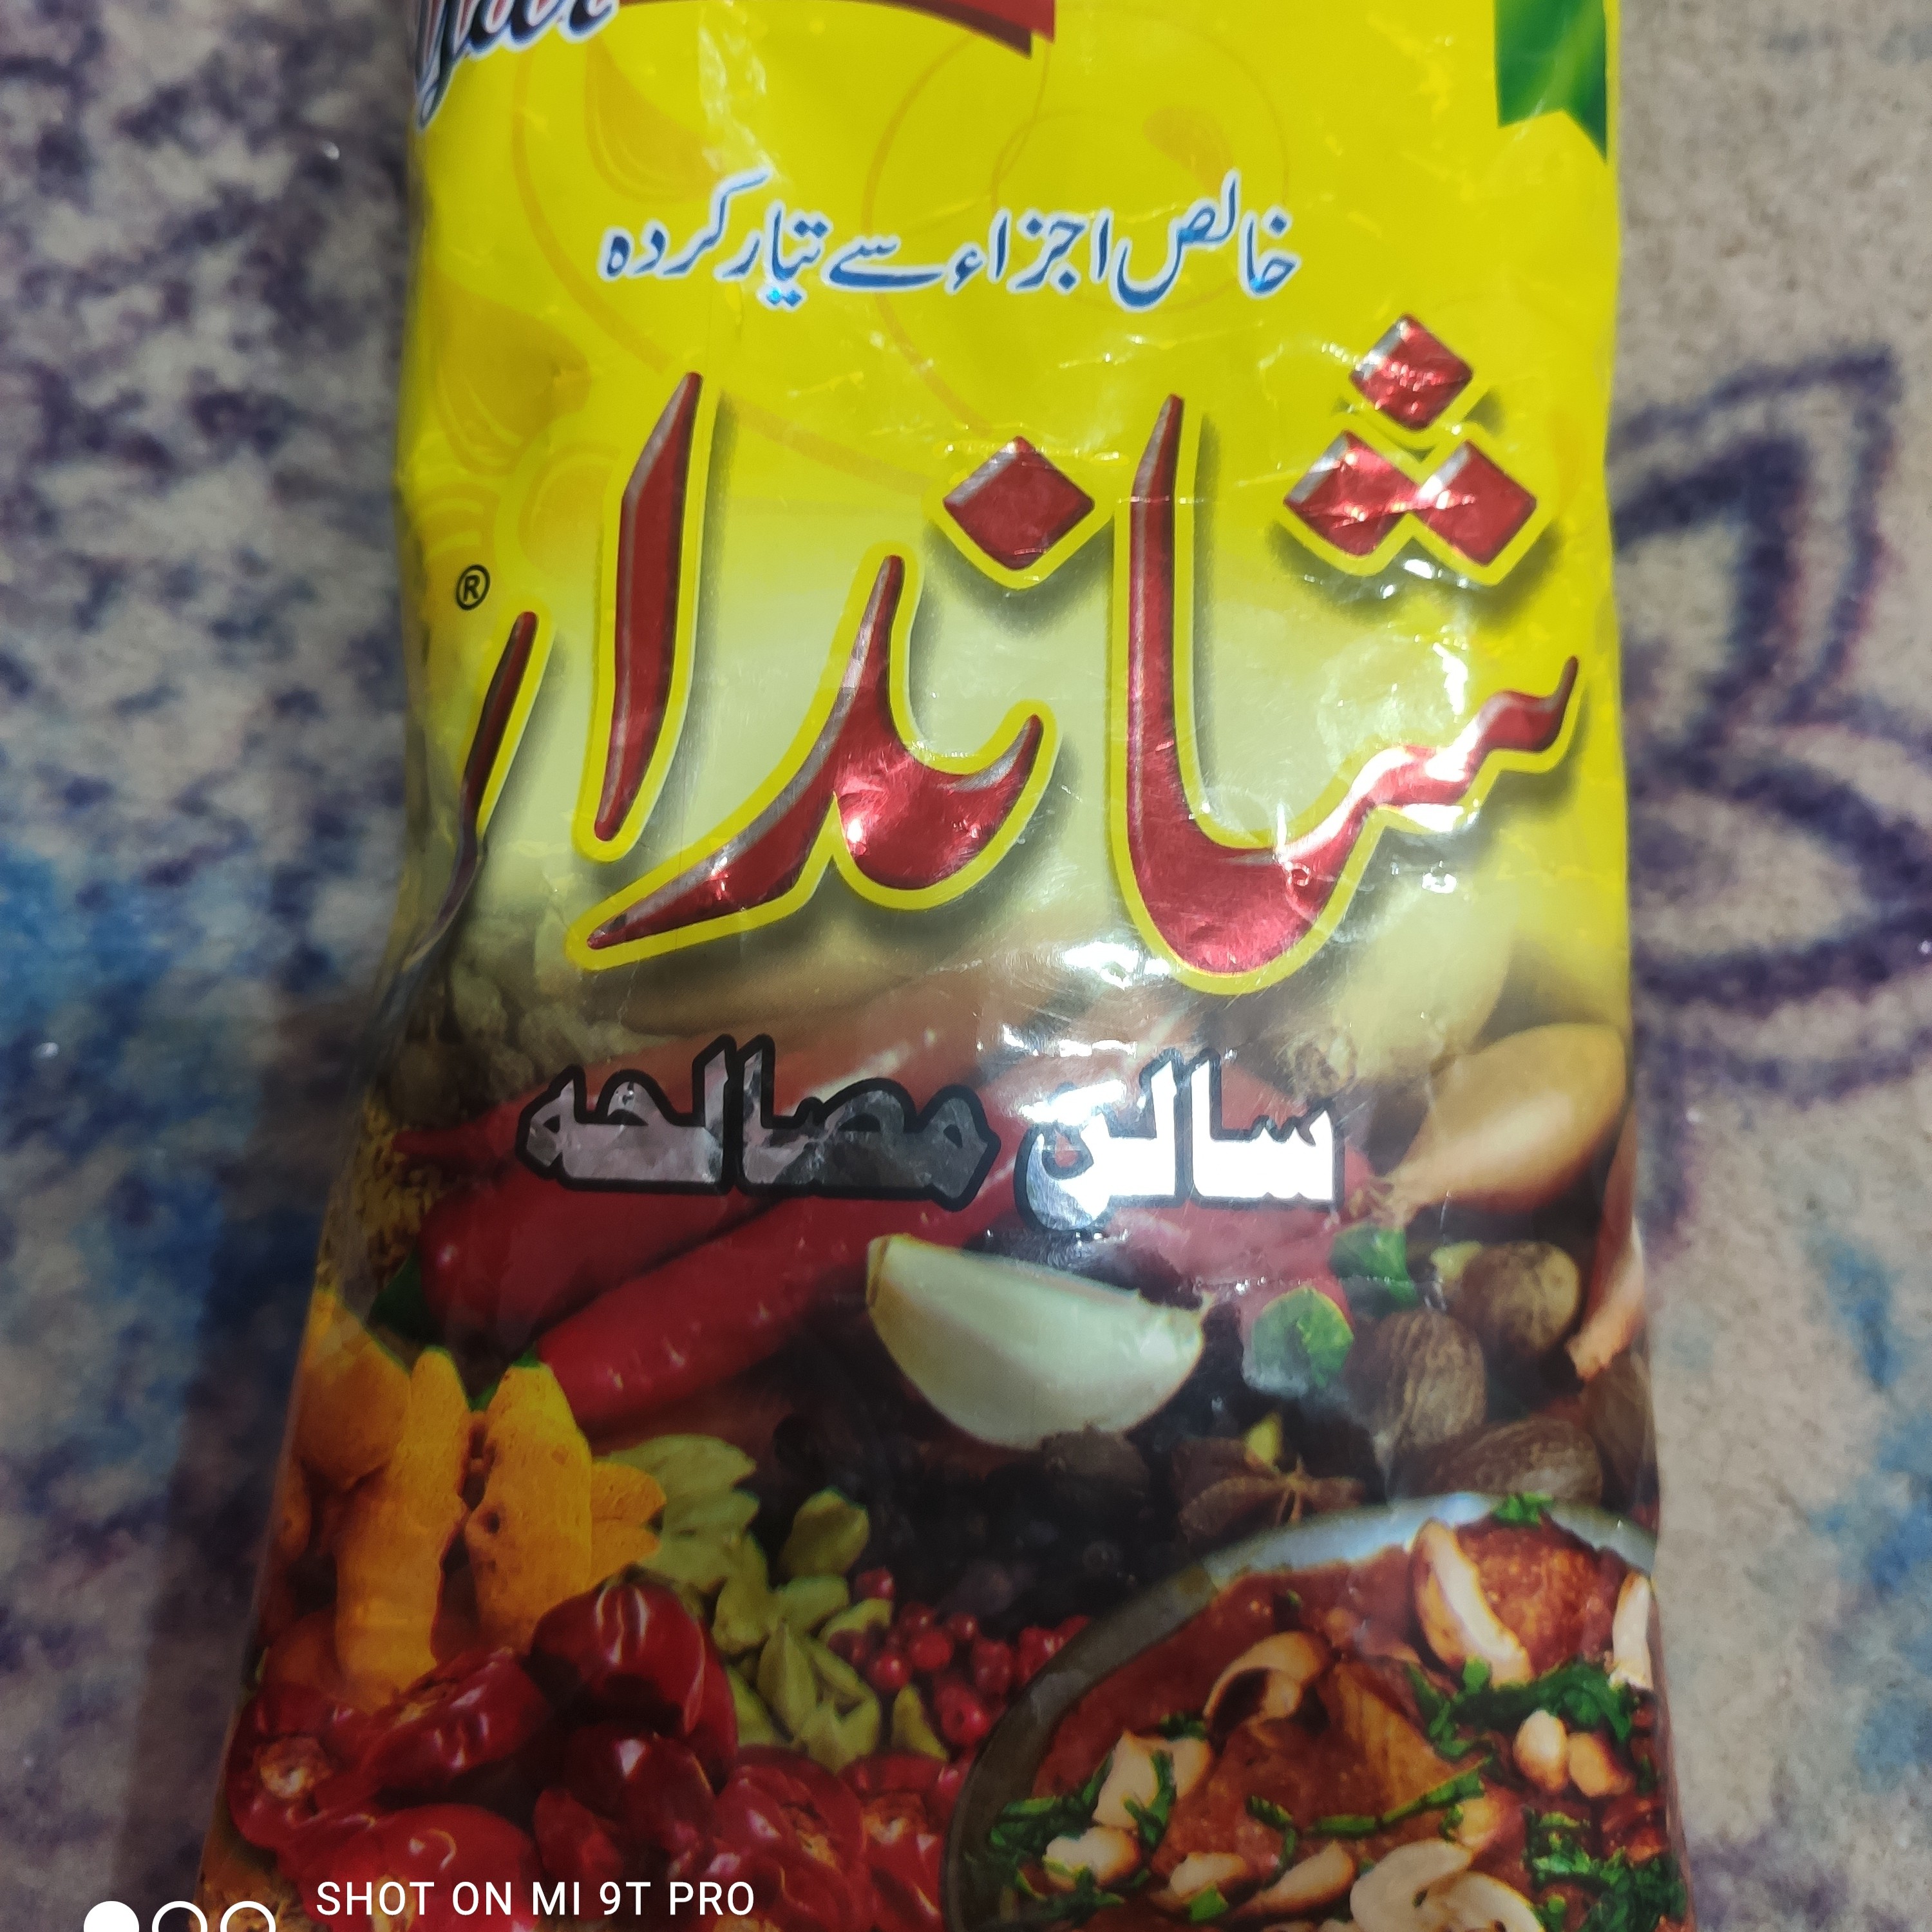 خالص اجزاء سے تیار کردہ
شاندار
®
سالن مصالحہ
SHOT ON MI 9T PRO